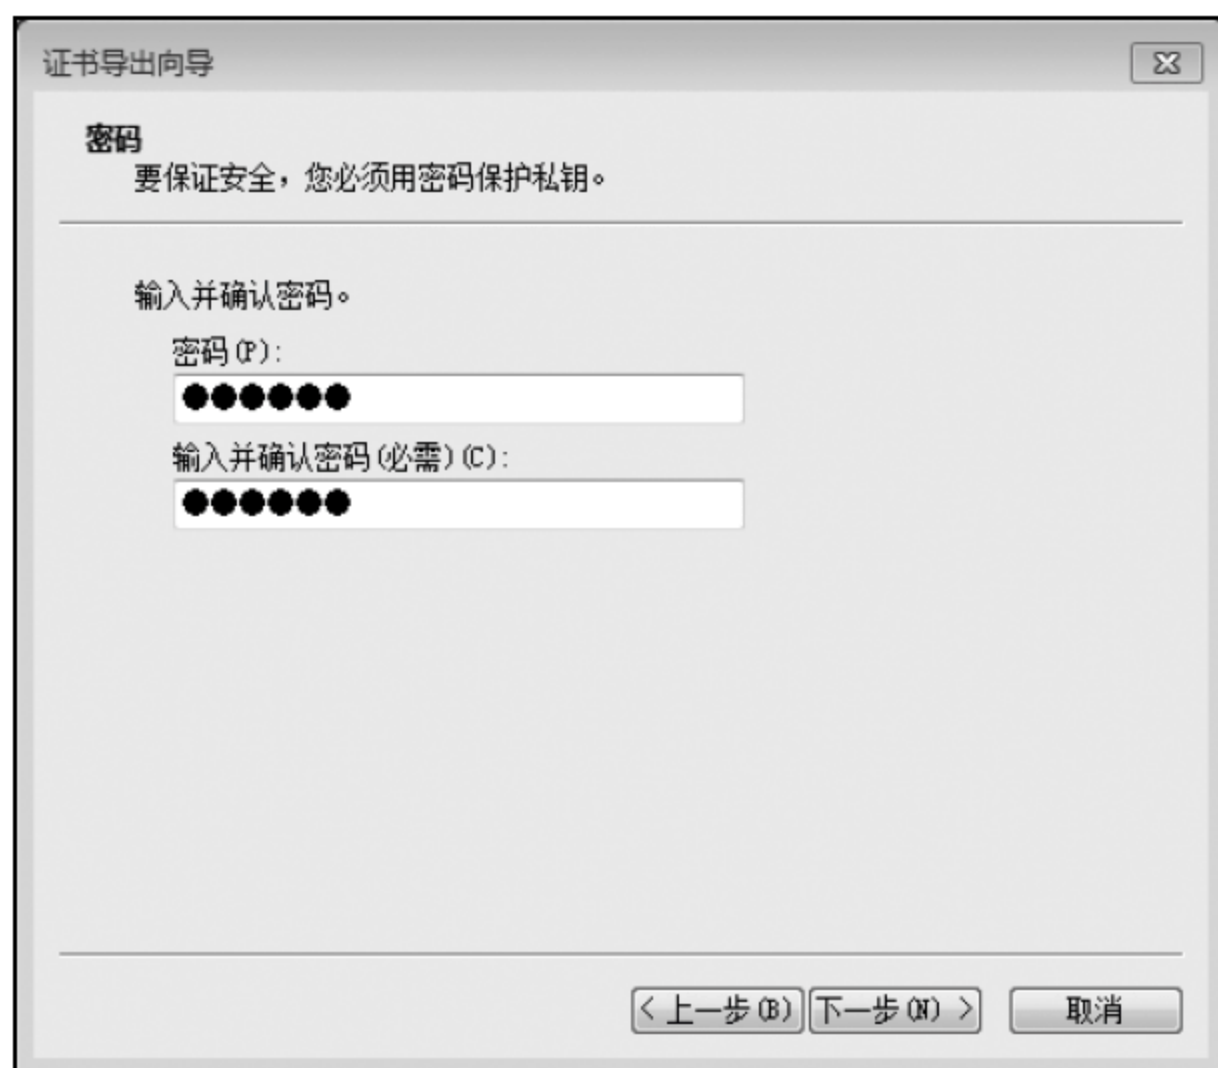 证书导出向导
密码
要保证安全，您必须用密码保护私钥。
输入并确认密码。
密码(P):
●●●●●●
输入并确认密码(必需)(C):
●●●●●●
< 上一步(B) 下一步(N) > 取消